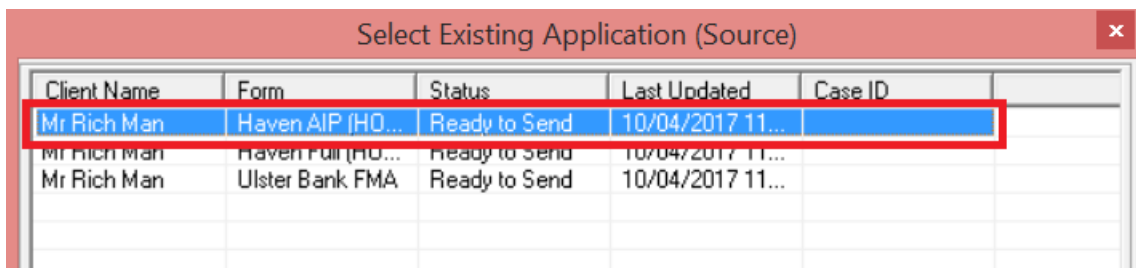 Select Existing Application (Source)
x
Client Name Form Status Last Updated Case ID
Mr Rich Man Haven AIP (HO... Ready to Send 10/04/2017 11...
Mr Rich Man Haven Full (HO... Ready to Send 10/04/2017 11...
Mr Rich Man Ulster Bank FMA Ready to Send 10/04/2017 11...